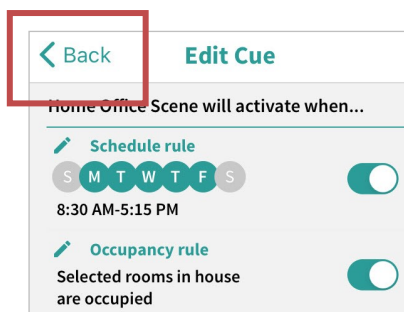 Back Edit Cue
Home Office Scene will activate when...
Schedule rule
S M T W T F S
8:30 AM-5:15 PM
Occupancy rule
Selected rooms in house
are occupied